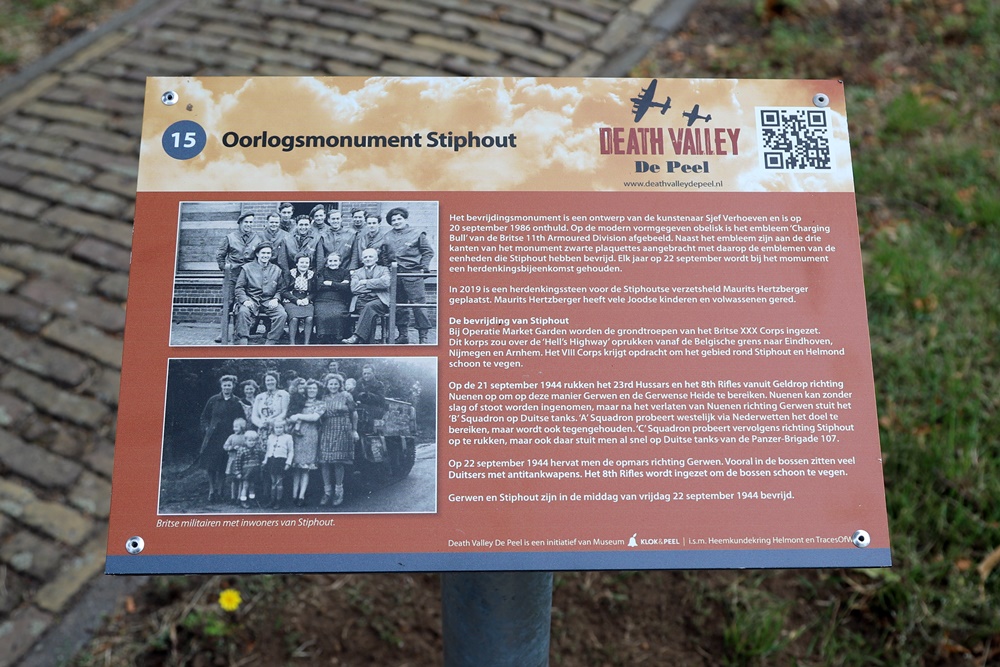 15
Oorlogsmonument Stiphout
DEATH VALLEY
De Peel
www.deathvalleydepeel.nl
Het bevrijdingsmonument is een ontwerp van de kunstenaar Sjef Verhoeven en is op
20 september 1986 onthuld. Op de modern vormgegeven obelisk is het embleem 'Charging
Bull' van de Britse 11th Armoured Division afgebeeld. Naast het embleem zijn aan de drie
kanten van het monument zwarte plaquettes aangebracht met daarop de emblemen van de
eenheden die Stiphout hebben bevrijd. Elk jaar op 22 september wordt bij het momument
een herdenkingsbijeenkomst gehouden.
In 2019 is een herdenkingssteen voor de Stiphoutse verzetsheld Maurits Hertzberger
geplaatst. Maurits Hertzberger heeft vele Joodse kinderen en volwassenen gered.
De bevrijding van Stiphout
Bij Operatie Market Garden worden de grondtroepen van het Britse XXX Corps ingezet.
Dit korps zou over de 'Hell's Highway' oprukken vanaf de Belgische grens naar Eindhoven,
Nijmegen en Arnhem. Het VIII Corps krijgt opdracht om het gebied rond Stiphout en Helmond
schoon te vegen.
Op de 21 september 1944 rukken het 23rd Hussars en het 8th Rifles vanuit Geldrop richting
Nuenen op om op deze manier Gerwen en de Gerwense Heide te bereiken. Nuenen kan zonder
slag of stoot worden ingenomen, maar na het verlaten van Nuenen richting Gerwen stuit het
'B' Squadron op Duitse tanks. 'A' Squadron probeert westelijk via Nederwetten het doel te
bereiken, maar wordt ook tegengehouden. 'C' Squadron probeert vervolgens richting Stiphout
op te rukken, maar ook daar stuit men al snel op Duitse tanks van de Panzer-Brigade 107.
Op 22 september 1944 hervat men de opmars richting Gerwen. Vooral in de bossen zitten veel
Duitsers met antitankwapens. Het 8th Rifles wordt ingezet om de bossen schoon te vegen.
Gerwen en Stiphout zijn in de middag van vrijdag 22 september 1944 bevrijd.
Britse militairen met inwoners van Stiphout.
Death Valley De Peel is een initiatief van Museum KLOK&PEEL | i.s.m. Heemkundekring Helmont en TracesOfW